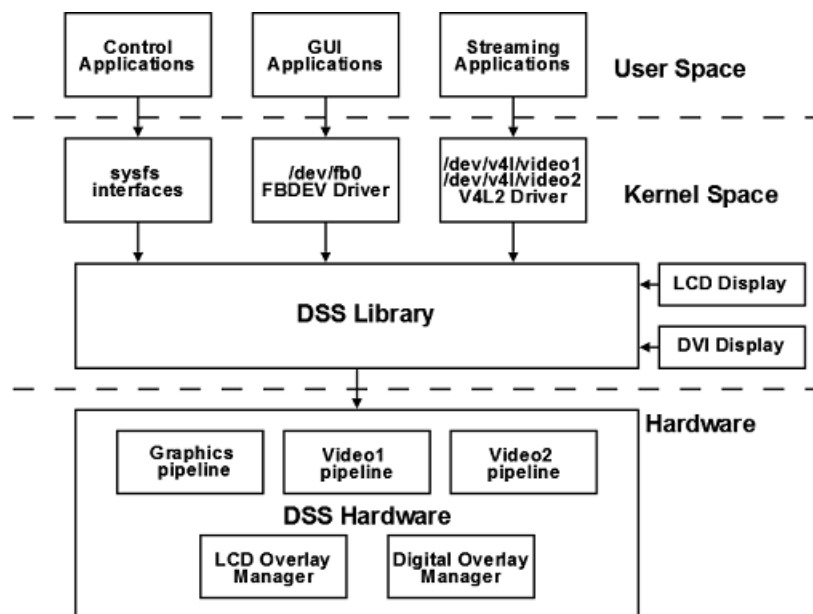 Control
Applications
GUI
Applications
Streaming
Applications
User Space
sysfs
interfaces
/dev/fb0
FBDEV Driver
/dev/v4l/video1
/dev/v4l/video2
V4L2 Driver
Kernel Space
DSS Library
LCD Display
DVI Display
Hardware
Graphics
pipeline
Video1
pipeline
Video2
pipeline
DSS Hardware
LCD Overlay
Manager
Digital Overlay
Manager